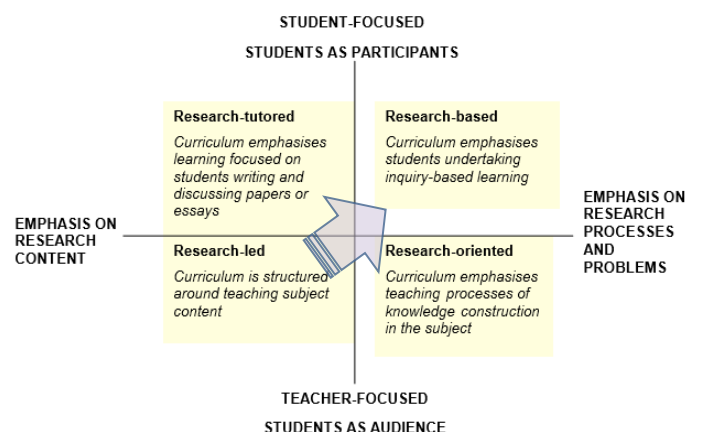 STUDENT-FOCUSED
STUDENTS AS PARTICIPANTS
Research-tutored
Curriculum emphasises
learning focused on
students writing and
discussing papers or
essays
Research-based
Curriculum emphasises
students undertaking
inquiry-based learning
EMPHASIS ON
RESEARCH
CONTENT
EMPHASIS ON
RESEARCH
PROCESSES
AND
PROBLEMS
Research-led
Curriculum is structured
around teaching subject
content
Research-oriented
Curriculum emphasises
teaching processes of
knowledge construction
in the subject
TEACHER-FOCUSED
STUDENTS AS AUDIENCE